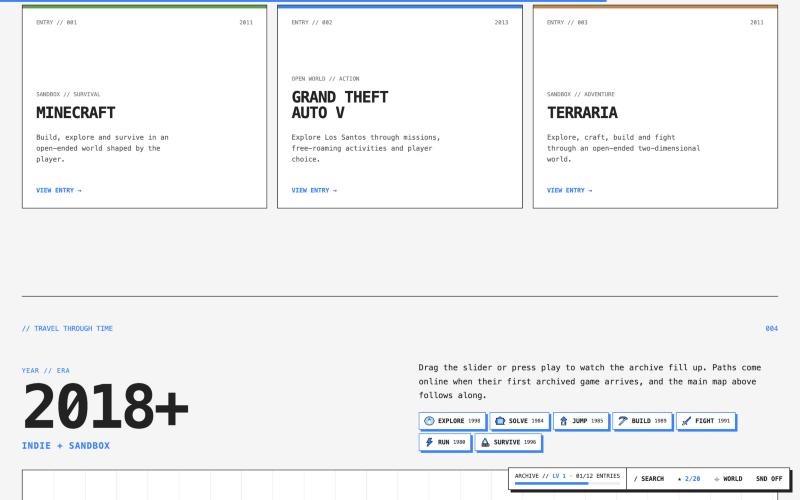 ENTRY // 001
2011
SANDBOX // SURVIVAL
MINECRAFT
Build, explore and survive in an
open-ended world shaped by the
player.
VIEW ENTRY →
ENTRY // 002
2013
OPEN WORLD // ACTION
GRAND THEFT
AUTO V
Explore Los Santos through missions,
free-roaming activities and player
choice.
VIEW ENTRY →
ENTRY // 003
2011
SANDBOX // ADVENTURE
TERRARIA
Explore, craft, build and fight
through an open-ended two-dimensional
world.
VIEW ENTRY →
// TRAVEL THROUGH TIME
004
YEAR // ERA
2018+
INDIE + SANDBOX
Drag the slider or press play to watch the archive fill up. Paths come
online when their first archived game arrives, and the main map above
follows along.
EXPLORE 1998
SOLVE 1984
JUMP 1985
BUILD 1989
FIGHT 1991
RUN 1980
SURVIVE 1996
ARCHIVE // LV 1 · 01/12 ENTRIES
/ SEARCH
★ 2/20
WORLD
SND OFF